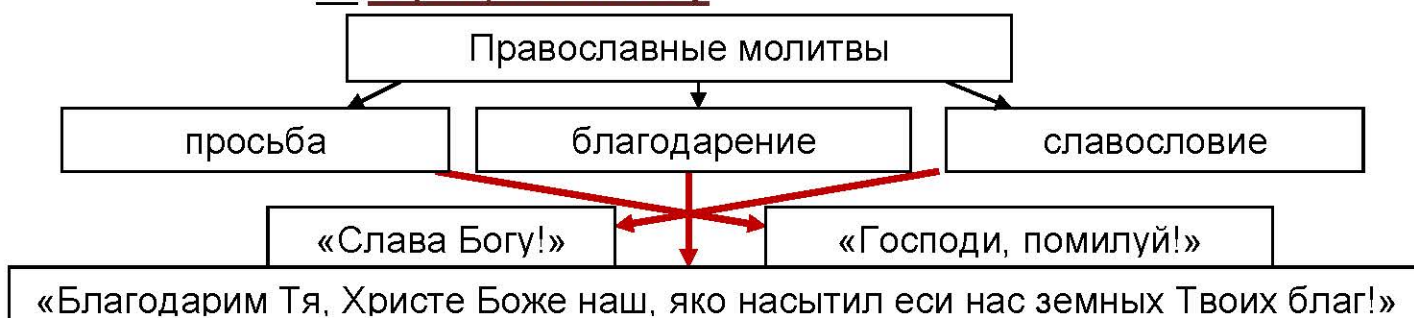 Православные молитвы
просьба благодарение славословие
«Слава Богу!» «Господи, помилуй!»
«Благодарим Тя, Христе Боже наш, яко насытил еси нас земных Твоих благ!»